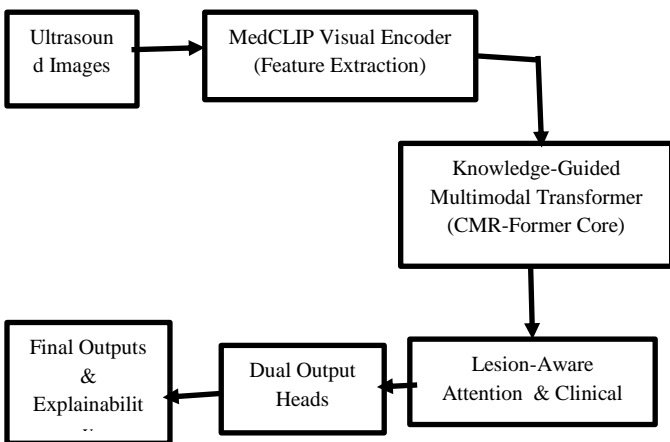 Ultrasoun
d Images
MedCLIP Visual Encoder
(Feature Extraction)
Knowledge-Guided
Multimodal Transformer
(CMR-Former Core)
Lesion-Aware
Attention & Clinical
Dual Output
Heads
Final Outputs
&
Explainabilit